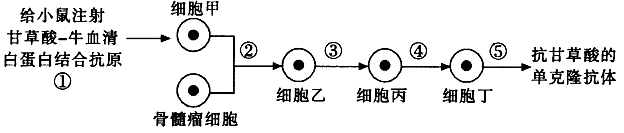 给小鼠注射
甘草酸-牛血清
白蛋白结合抗原
①
细胞甲
骨髓瘤细胞
②
细胞乙
③
细胞丙
④
细胞丁
⑤
抗甘草酸的
单克隆抗体